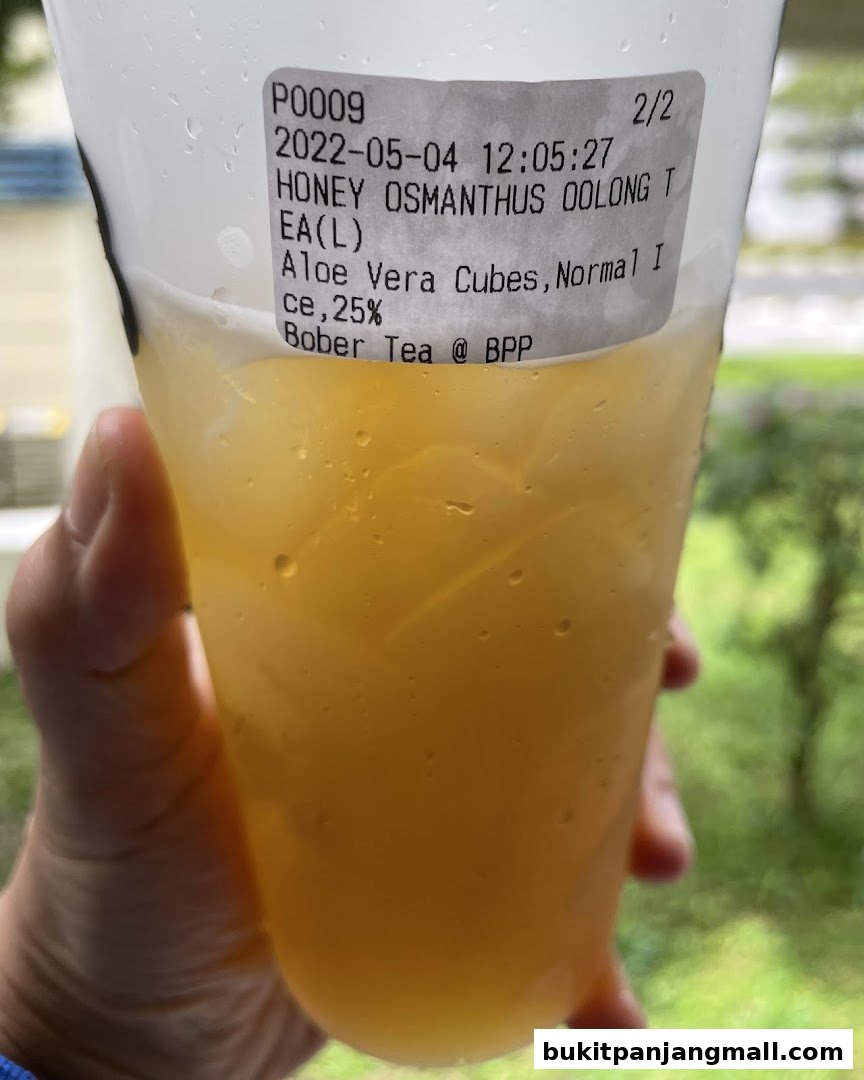 P0009 2/2
2022-05-04 12:05:27
HONEY OSMANTHUS OOLONG T
EA(L)
Aloe Vera Cubes,Normal I
ce,25%
Bober Tea @ BPP
bukitpanjangmall.com